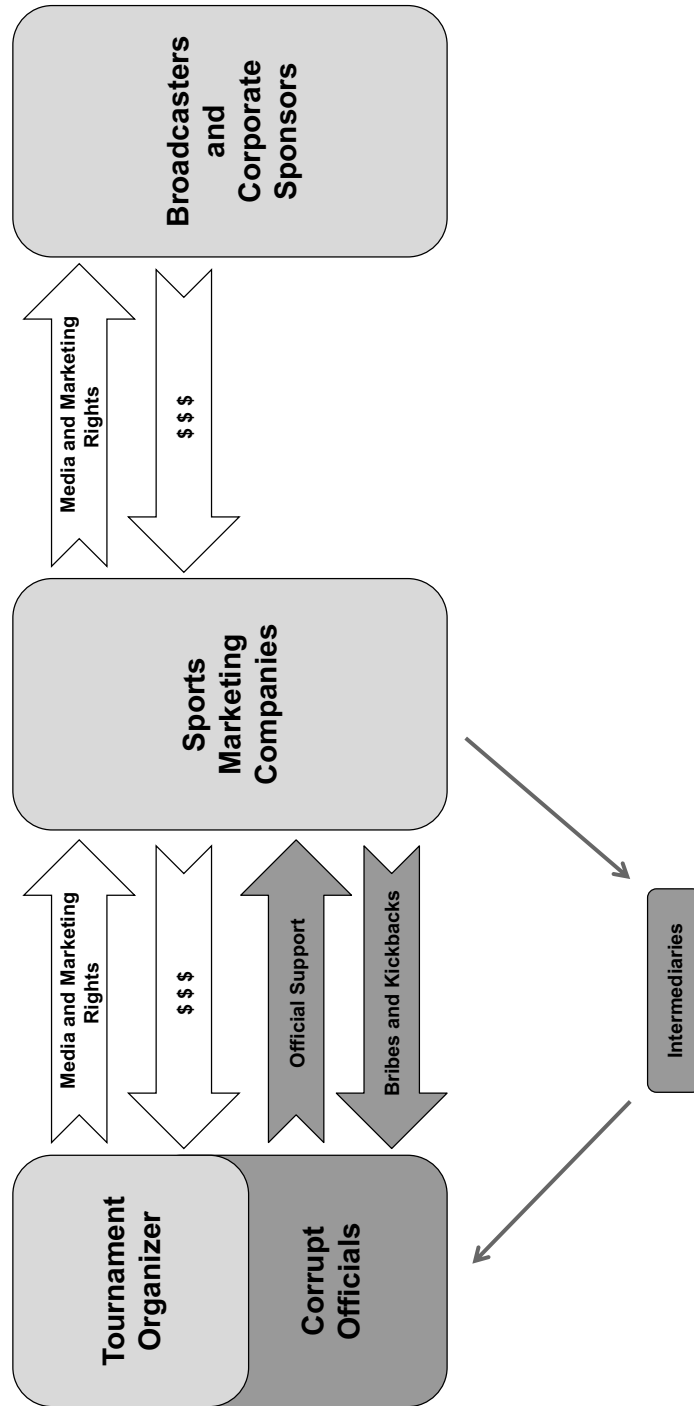 Tournament
Organizer
Corrupt
Officials
Media and Marketing
Rights
$ $ $
Official Support
Bribes and Kickbacks
Sports
Marketing
Companies
Media and Marketing
Rights
$ $ $
Broadcasters
and
Corporate
Sponsors
Intermediaries